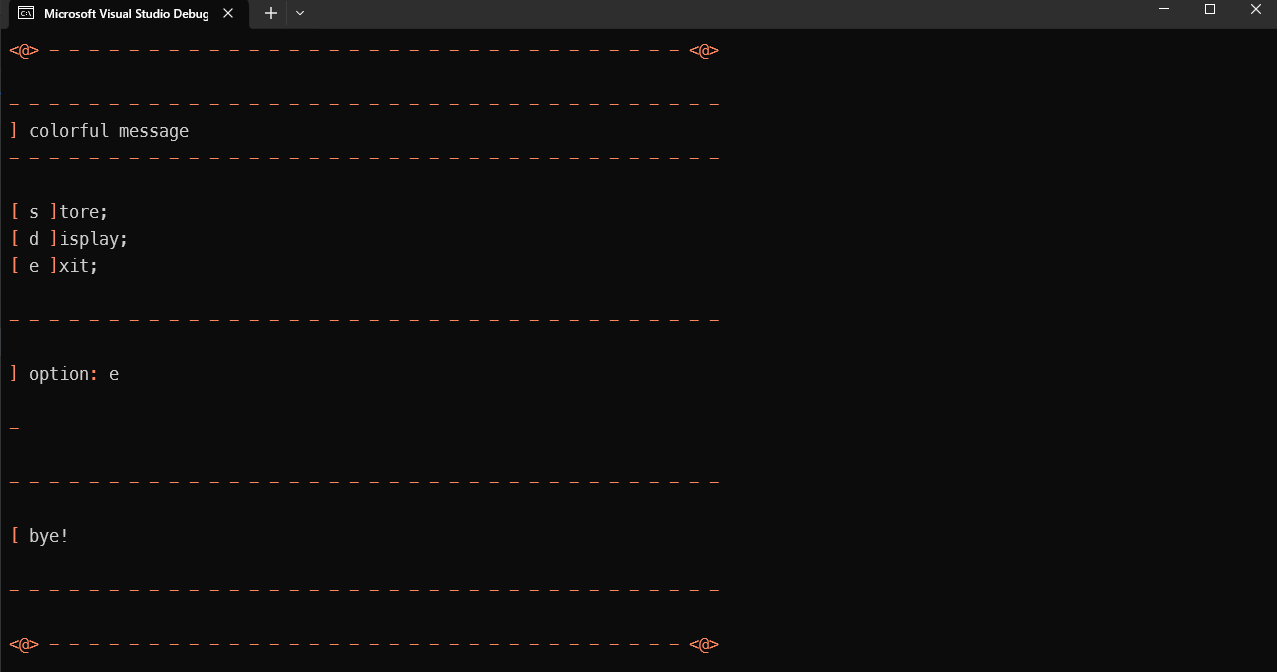 Microsoft Visual Studio Debug
<@> – – – – – – – – – – – – – – – – – – – – – – – – – – – – – – – – <@>
– – – – – – – – – – – – – – – – – – – – – – – – – – – – – – – – – – – –
] colorful message
– – – – – – – – – – – – – – – – – – – – – – – – – – – – – – – – – – – –
[ s ]tore;
[ d ]isplay;
[ e ]xit;
– – – – – – – – – – – – – – – – – – – – – – – – – – – – – – – – – – – –
] option: e
–
– – – – – – – – – – – – – – – – – – – – – – – – – – – – – – – – – – – –
[ bye!
– – – – – – – – – – – – – – – – – – – – – – – – – – – – – – – – – – – –
<@> – – – – – – – – – – – – – – – – – – – – – – – – – – – – – – – – <@>